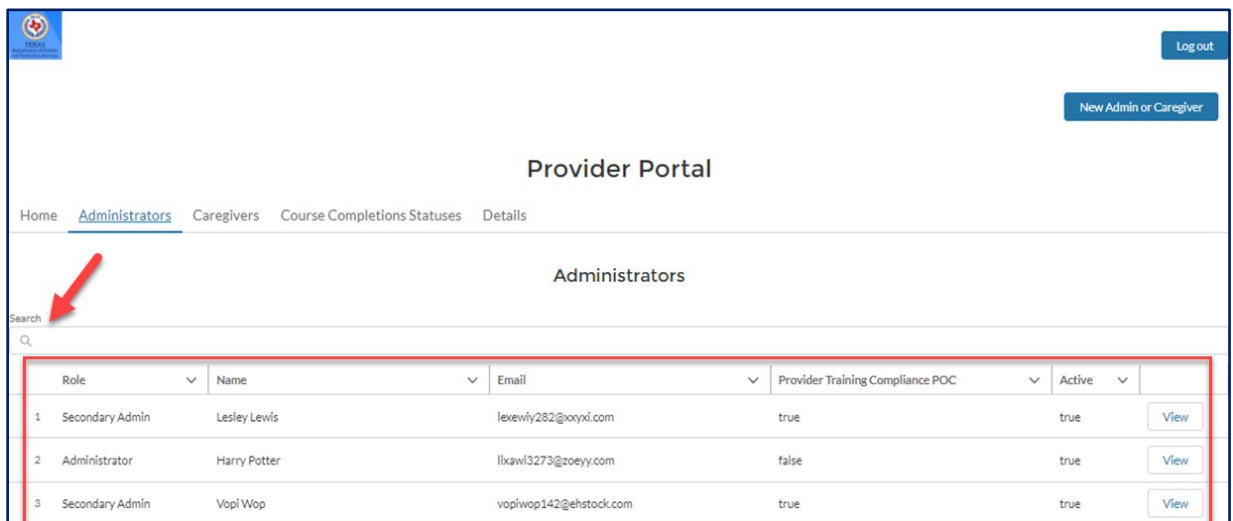 TEXAS
Log out
New Admin or Caregiver
Provider Portal
Home Administrators Caregivers Course Completions Statuses Details
Administrators
Search
Role Name Email Provider Training Compliance POC Active
1 Secondary Admin Lesley Lewis lexewiy282@xxyxi.com true true View
2 Administrator Harry Potter lixawi3273@zoeyy.com false true View
3 Secondary Admin Vopi Wop vopiwop142@ehstock.com true true View